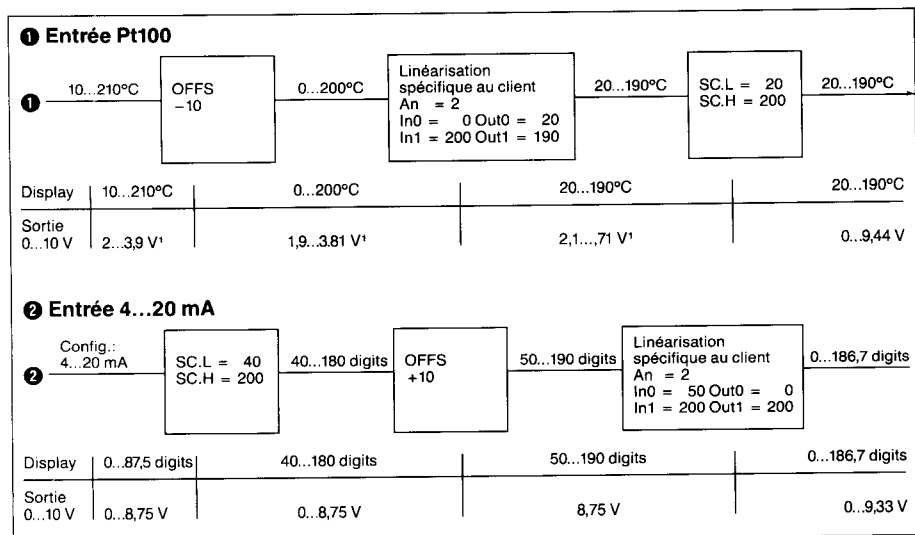 ❶ Entrée Pt100
❶ 10...210°C
OFFS
–10
0...200°C
Linéarisation
spécifique au client
An = 2
In0 = 0 Out0 = 20
In1 = 200 Out1 = 190
20...190°C
SC.L = 20
SC.H = 200
20...190°C
Display 10...210°C 0...200°C 20...190°C 20...190°C
Sortie
0...10 V 2...3,9 V¹ 1,9...3.81 V¹ 2,1...,71 V¹ 0...9,44 V
❷ Entrée 4...20 mA
Config.:
❷ 4...20 mA
SC.L = 40
SC.H = 200
40...180 digits
OFFS
+10
50...190 digits
Linéarisation
spécifique au client
An = 2
In0 = 50 Out0 = 0
In1 = 200 Out1 = 200
0...186,7 digits
Display 0...87,5 digits 40...180 digits 50...190 digits 0...186,7 digits
Sortie
0...10 V 0...8,75 V 0...8,75 V 8,75 V 0...9,33 V